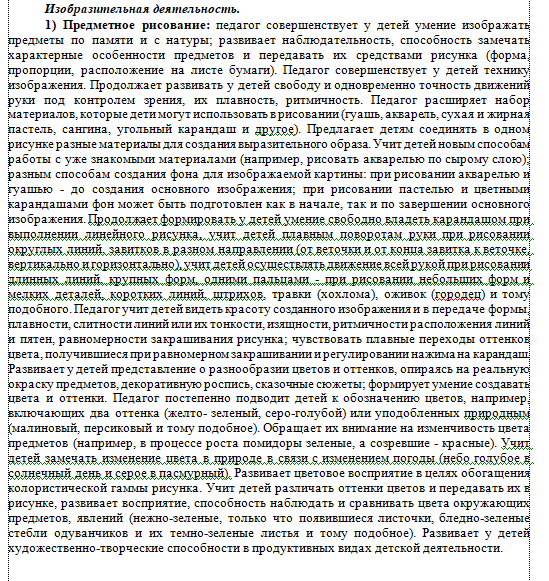 Изобразительная деятельность.
1) Предметное рисование: педагог совершенствует у детей умение изображать
предметы по памяти и с натуры; развивает наблюдательность, способность замечать
характерные особенности предметов и передавать их средствами рисунка (форма,
пропорции, расположение на листе бумаги). Педагог совершенствует у детей технику
изображения. Продолжает развивать у детей свободу и одновременно точность движений
руки под контролем зрения, их плавность, ритмичность. Педагог расширяет набор
материалов, которые дети могут использовать в рисовании (гуашь, акварель, сухая и жирная
пастель, сангина, угольный карандаш и другое). Предлагает детям соединять в одном
рисунке разные материалы для создания выразительного образа. Учит детей новым способам
работы с уже знакомыми материалами (например, рисовать акварелью по сырому слою);
разным способам создания фона для изображаемой картины: при рисовании акварелью и
гуашью - до создания основного изображения; при рисовании пастелью и цветными
карандашами фон может быть подготовлен как в начале, так и по завершении основного
изображения. Продолжает формировать у детей умение свободно владеть карандашом при
выполнении линейного рисунка, учит детей плавным поворотам руки при рисовании
округлых линий, завитков в разном направлении (от веточки и от конца завитка к веточке,
вертикально и горизонтально), учит детей осуществлять движение всей рукой при рисовании
длинных линий, крупных форм, одними пальцами - при рисовании небольших форм и
мелких деталей, коротких линий, штрихов, травки (хохлома), оживок (городец) и тому
подобного. Педагог учит детей видеть красоту созданного изображения и в передаче формы,
плавности, слитности линий или их тонкости, изящности, ритмичности расположения линий
и пятен, равномерности закрашивания рисунка; чувствовать плавные переходы оттенков
цвета, получившиеся при равномерном закрашивании и регулировании нажима на карандаш.
Развивает у детей представление о разнообразии цветов и оттенков, опираясь на реальную
окраску предметов, декоративную роспись, сказочные сюжеты; формирует умение создавать
цвета и оттенки. Педагог постепенно подводит детей к обозначению цветов, например,
включающих два оттенка (желто- зеленый, серо-голубой) или уподобленных природным
(малиновый, персиковый и тому подобное). Обращает их внимание на изменчивость цвета
предметов (например, в процессе роста помидоры зеленые, а созревшие - красные). Учит
детей замечать изменение цвета в природе в связи с изменением погоды (небо голубое в
солнечный день и серое в пасмурный). Развивает цветовое восприятие в целях обогащения
колористической гаммы рисунка. Учит детей различать оттенки цветов и передавать их в
рисунке, развивает восприятие, способность наблюдать и сравнивать цвета окружающих
предметов, явлений (нежно-зеленые, только что появившиеся листочки, бледно-зеленые
стебли одуванчиков и их темно-зеленые листья и тому подобное). Развивает у детей
художественно-творческие способности в продуктивных видах детской деятельности.